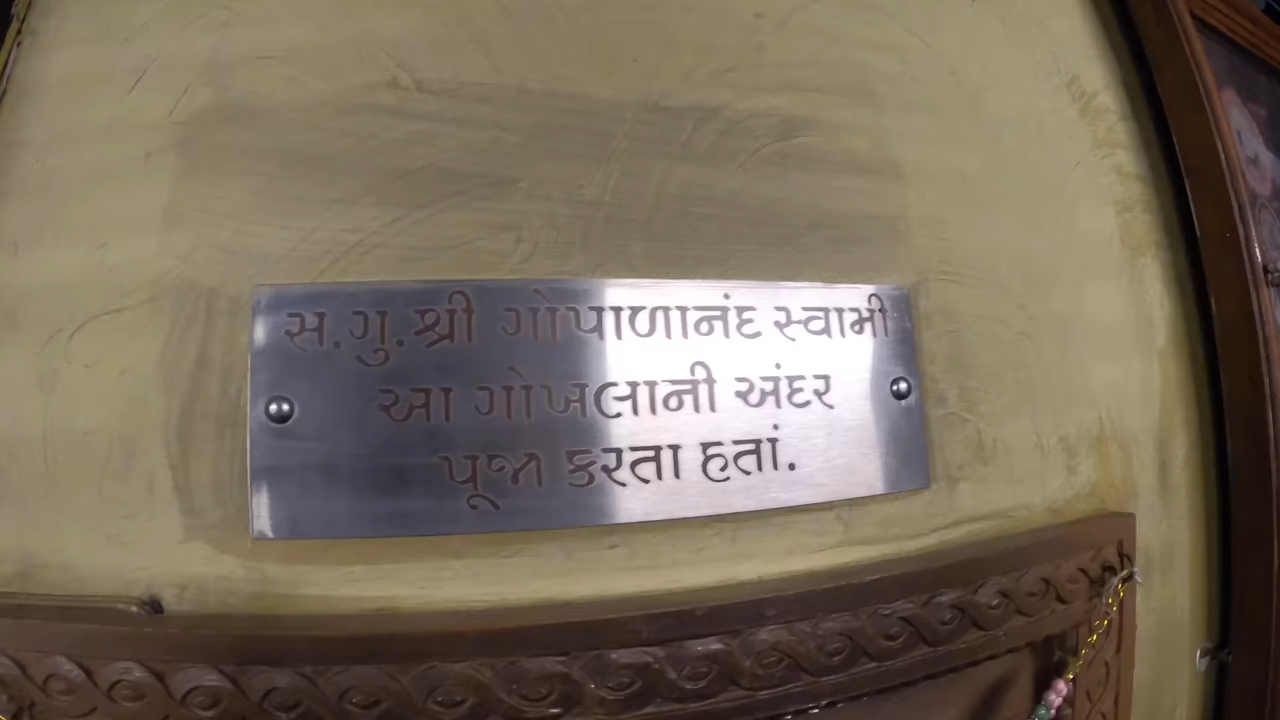 સ.ગુ.શ્રી ગોપાળાનંદ સ્વામી
આ ગોખલાની અંદર
પૂજા કરતા હતાં.